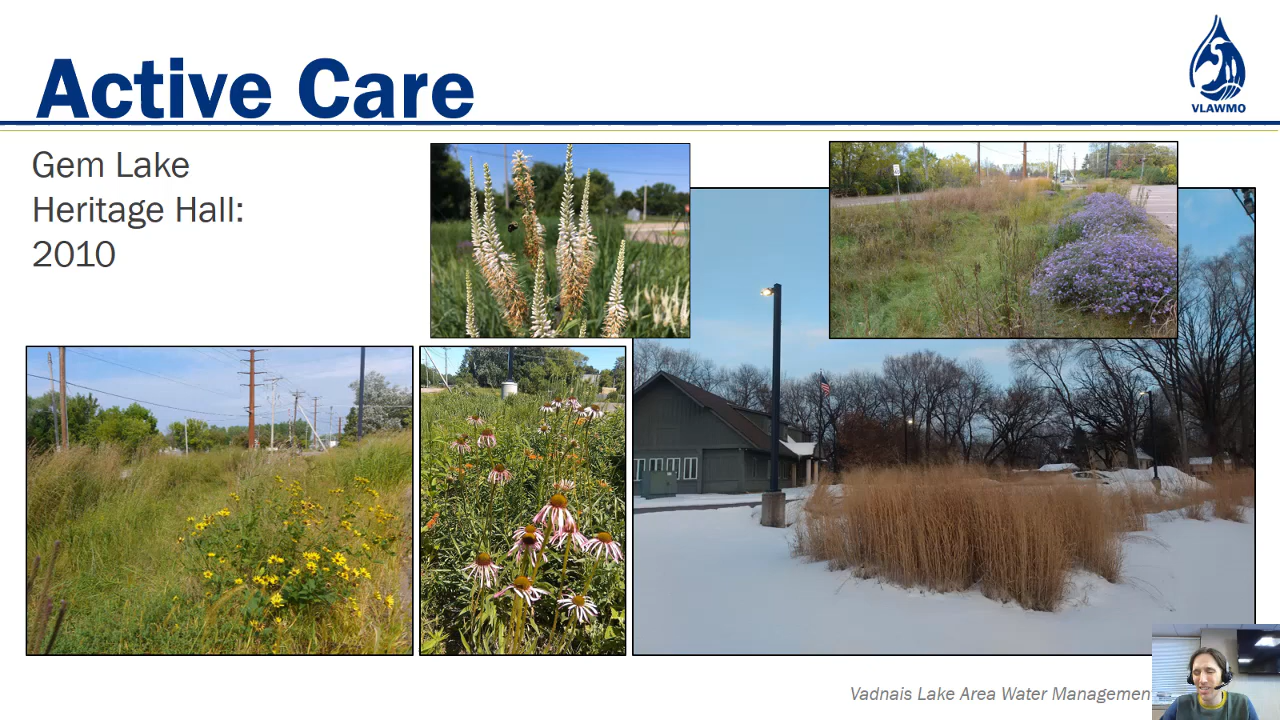 Active Care
VLAWMO
Gem Lake
Heritage Hall:
2010
Vadnais Lake Area Water Managemen